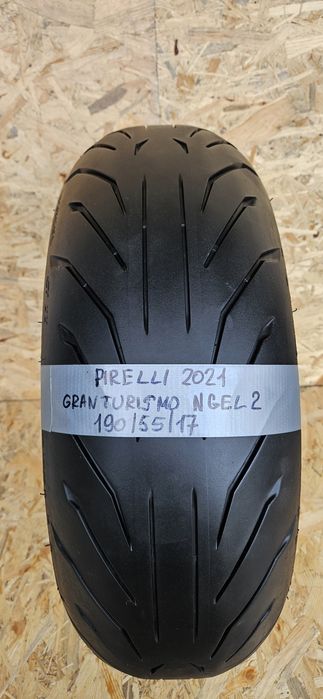 PIRELLI 2021
GRANTURISMO NGEL 2
190/55/17